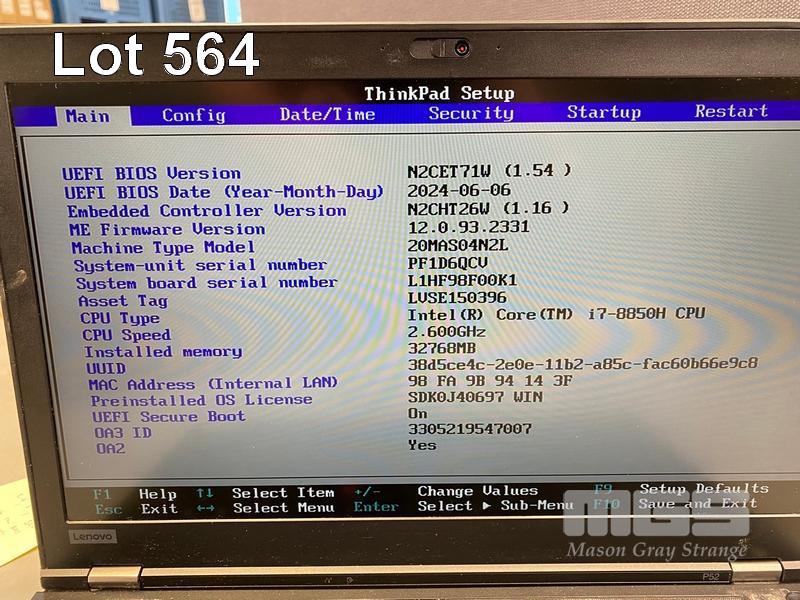 Lot 564
ThinkPad Setup
Main Config Date/Time Security Startup Restart
UEFI BIOS Version N2CET71W (1.54 )
UEFI BIOS Date (Year-Month-Day) 2024-06-06
Embedded Controller Version N2CHT26W (1.16 )
ME Firmware Version 12.0.93.2331
Machine Type Model 20MAS04N2L
System-unit serial number PF1D6QCV
System board serial number L1HF98F00K1
Asset Tag LVSE150396
CPU Type Intel(R) Core(TM) i7-8850H CPU
CPU Speed 2.600GHz
Installed memory 32768MB
UUID 38d5ce4c-2e0e-11b2-a85c-fac60b66e9c8
MAC Address (Internal LAN) 98 FA 9B 94 14 3F
Preinstalled OS License SDK0J40697 WIN
UEFI Secure Boot On
OA3 ID 3305219547007
OA2 Yes
F1 Help ↑↓ Select Item +/- Change Values F9 Setup Defaults
Esc Exit ←→ Select Menu Enter Select ▶ Sub-Menu F10 Save and Exit
MGS
Lenovo
Mason Gray Strange
P52